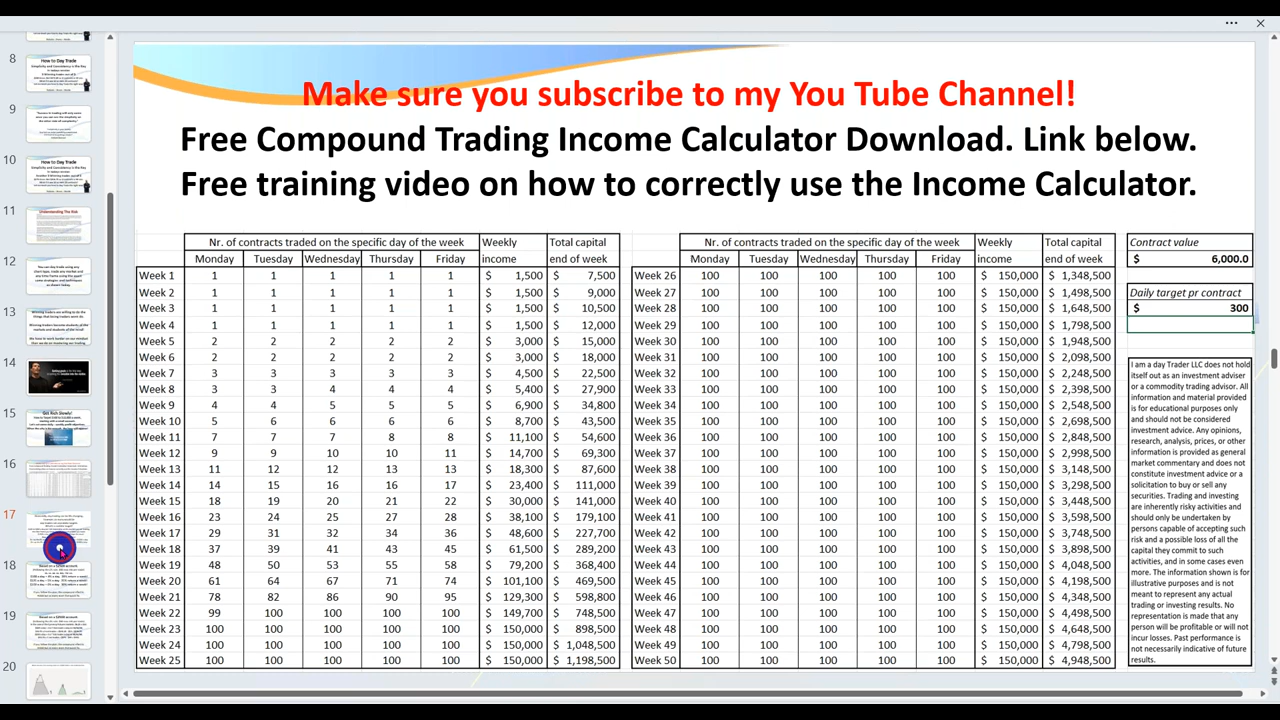 Make sure you subscribe to my You Tube Channel!
Free Compound Trading Income Calculator Download. Link below.
Free training video on how to correctly use the Income Calculator.
Nr. of contracts traded on the specific day of the week Weekly Total capital
Monday Tuesday Wednesday Thursday Friday income end of week
Week 1 1 1 1 1 1 $ 1,500 $ 7,500
Week 2 1 1 1 1 1 $ 1,500 $ 9,000
Week 3 1 1 1 1 1 $ 1,500 $ 10,500
Week 4 1 1 1 1 1 $ 1,500 $ 12,000
Week 5 2 2 2 2 2 $ 3,000 $ 15,000
Week 6 2 2 2 2 2 $ 3,000 $ 18,000
Week 7 3 3 3 3 3 $ 4,500 $ 22,500
Week 8 3 3 4 4 4 $ 5,400 $ 27,900
Week 9 4 4 5 5 5 $ 6,900 $ 34,800
Week 10 5 6 6 6 6 $ 8,700 $ 43,500
Week 11 7 7 7 8 8 $ 11,100 $ 54,600
Week 12 9 9 10 10 11 $ 14,700 $ 69,300
Week 13 11 12 12 13 13 $ 18,300 $ 87,600
Week 14 14 15 16 16 17 $ 23,400 $ 111,000
Week 15 18 19 20 21 22 $ 30,000 $ 141,000
Week 16 23 24 25 27 28 $ 38,100 $ 179,100
Week 17 29 31 32 34 36 $ 48,600 $ 227,700
Week 18 37 39 41 43 45 $ 61,500 $ 289,200
Week 19 48 50 53 55 58 $ 79,200 $ 368,400
Week 20 61 64 67 71 74 $ 101,100 $ 469,500
Week 21 78 82 86 90 95 $ 129,300 $ 598,800
Week 22 99 100 100 100 100 $ 149,700 $ 748,500
Week 23 100 100 100 100 100 $ 150,000 $ 898,500
Week 24 100 100 100 100 100 $ 150,000 $ 1,048,500
Week 25 100 100 100 100 100 $ 150,000 $ 1,198,500
Nr. of contracts traded on the specific day of the week Weekly Total capital
Monday Tuesday Wednesday Thursday Friday income end of week
Week 26 100 100 100 100 100 $ 150,000 $ 1,348,500
Week 27 100 100 100 100 100 $ 150,000 $ 1,498,500
Week 28 100 100 100 100 100 $ 150,000 $ 1,648,500
Week 29 100 100 100 100 100 $ 150,000 $ 1,798,500
Week 30 100 100 100 100 100 $ 150,000 $ 1,948,500
Week 31 100 100 100 100 100 $ 150,000 $ 2,098,500
Week 32 100 100 100 100 100 $ 150,000 $ 2,248,500
Week 33 100 100 100 100 100 $ 150,000 $ 2,398,500
Week 34 100 100 100 100 100 $ 150,000 $ 2,548,500
Week 35 100 100 100 100 100 $ 150,000 $ 2,698,500
Week 36 100 100 100 100 100 $ 150,000 $ 2,848,500
Week 37 100 100 100 100 100 $ 150,000 $ 2,998,500
Week 38 100 100 100 100 100 $ 150,000 $ 3,148,500
Week 39 100 100 100 100 100 $ 150,000 $ 3,298,500
Week 40 100 100 100 100 100 $ 150,000 $ 3,448,500
Week 41 100 100 100 100 100 $ 150,000 $ 3,598,500
Week 42 100 100 100 100 100 $ 150,000 $ 3,748,500
Week 43 100 100 100 100 100 $ 150,000 $ 3,898,500
Week 44 100 100 100 100 100 $ 150,000 $ 4,048,500
Week 45 100 100 100 100 100 $ 150,000 $ 4,198,500
Week 46 100 100 100 100 100 $ 150,000 $ 4,348,500
Week 47 100 100 100 100 100 $ 150,000 $ 4,498,500
Week 48 100 100 100 100 100 $ 150,000 $ 4,648,500
Week 49 100 100 100 100 100 $ 150,000 $ 4,798,500
Week 50 100 100 100 100 100 $ 150,000 $ 4,948,500
Contract value
$ 6,000.0
Daily target pr contract
$ 300
I am a day Trader LLC does not hold
itself out as an investment adviser
or a commodity trading advisor. All
information and material provided
is for educational purposes only
and should not be considered
investment advice. Any opinions,
research, analysis, prices, or other
information is provided as general
market commentary and does not
constitute investment advice or a
solicitation to buy or sell any
securities. Trading and investing
are inherently risky activities and
should only be undertaken by
persons capable of accepting such
risk and a possible loss of all the
capital they commit to such
activities, and in some cases even
more. The information shown is for
illustrative purposes and is not
meant to represent any actual
trading or investing results. No
representation is made that any
person will be profitable or will not
incur losses. Past performance is
not necessarily indicative of future
results.
8
How to Day Trade
9
10
How to Day Trade
11
Understanding The Risk
12
13
14
15
Get Rich Slowly!
16
17
18
19
20